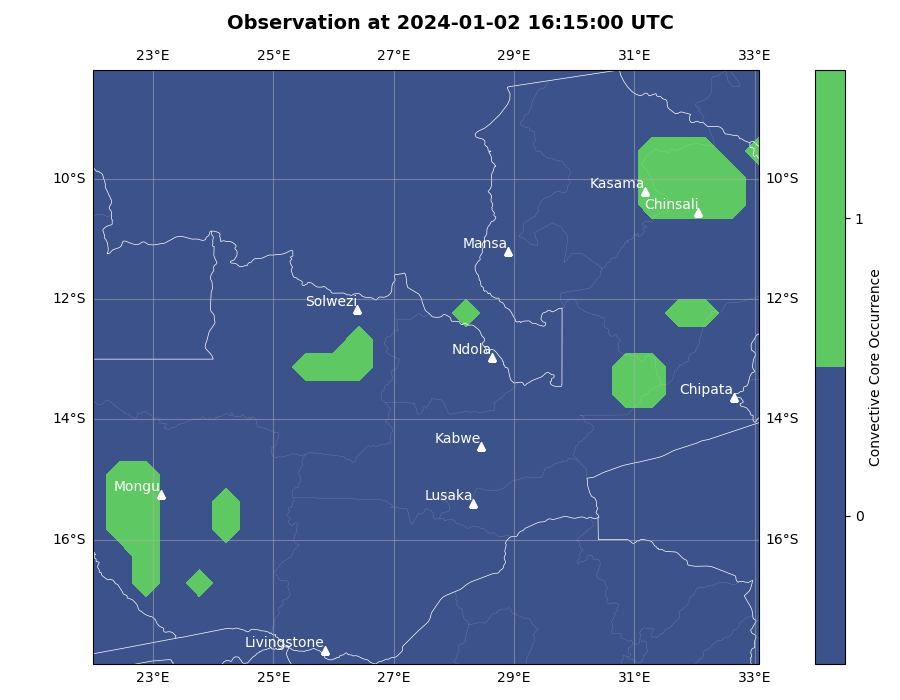 Observation at 2024-01-02 16:15:00 UTC
23°E 25°E 27°E 29°E 31°E 33°E
10°S 10°S
12°S 12°S
14°S 14°S
16°S 16°S
Kasama
Chinsali
Mansa
Solwezi
Ndola
Chipata
Kabwe
Mongu
Lusaka
Livingstone
23°E 25°E 27°E 29°E 31°E 33°E
1
0
Convective Core Occurrence